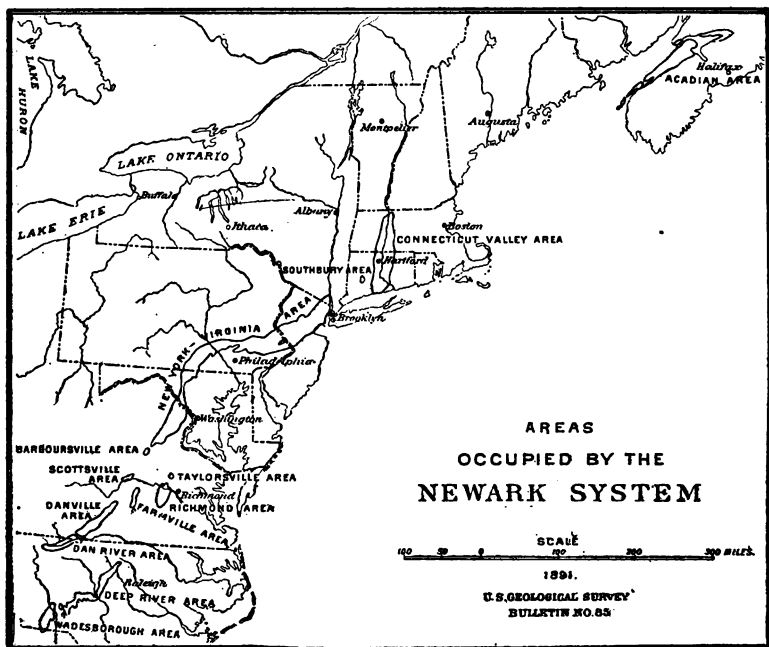 Halifax
ACADIAN AREA
LAKE HURON
Montpelier
Augusta
LAKE ONTARIO
Buffalo
LAKE ERIE
Albany
Ithaca
Boston
CONNECTICUT VALLEY AREA
Hartford
SOUTHBURY AREA
Brooklyn
NEW YORK–VIRGINIA AREA
Philadelphia
Washington
BARBOURSVILLE AREA
SCOTTSVILLE
AREA
TAYLORSVILLE AREA
Richmond
RICHMOND AREA
DANVILLE
AREA
FARMVILLE AREA
DAN RIVER AREA
Raleigh
DEEP RIVER AREA
WADESBOROUGH AREA
AREAS
OCCUPIED BY THE
NEWARK SYSTEM
SCALE
100 50 0 100 200 300 MILES.
1891.
U.S. GEOLOGICAL SURVEY
BULLETIN NO. 85